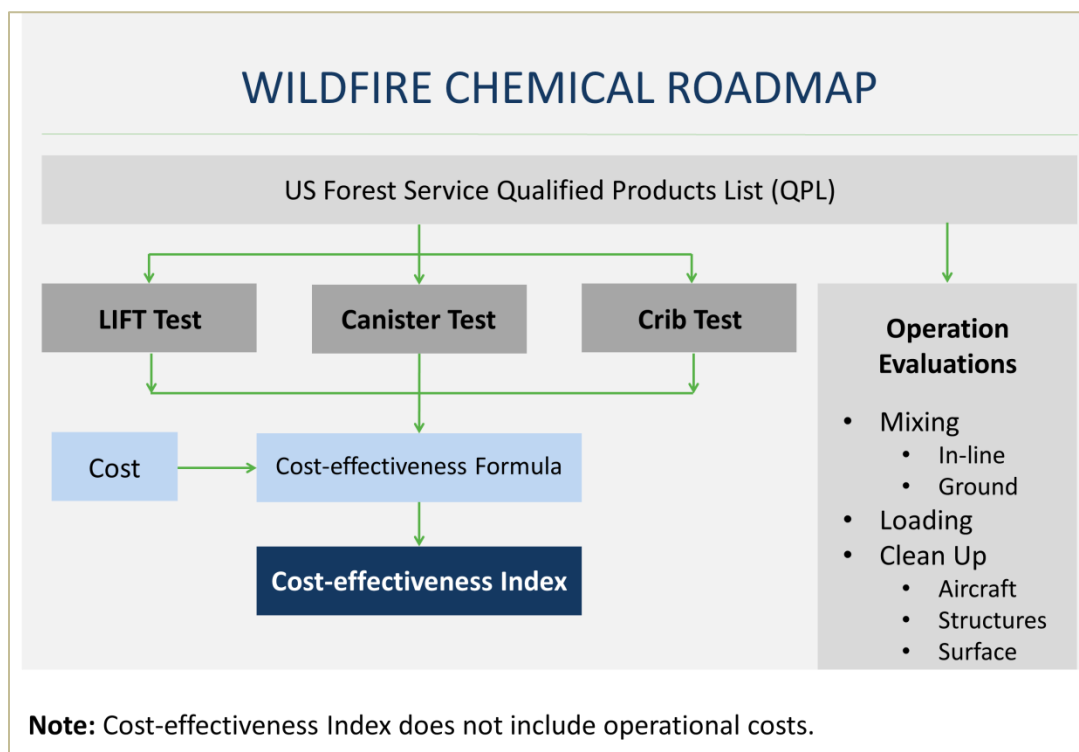 WILDFIRE CHEMICAL ROADMAP
US Forest Service Qualified Products List (QPL)
LIFT Test
Canister Test
Crib Test
Cost
Cost-effectiveness Formula
Cost-effectiveness Index
Operation
Evaluations
• Mixing
• In-line
• Ground
• Loading
• Clean Up
• Aircraft
• Structures
• Surface
Note: Cost-effectiveness Index does not include operational costs.